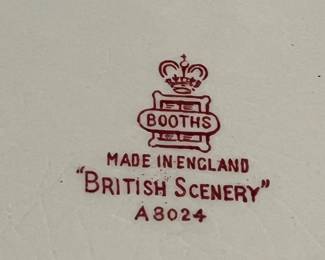 BOOTHS
MADE IN ENGLAND
"BRITISH SCENERY"
A8024